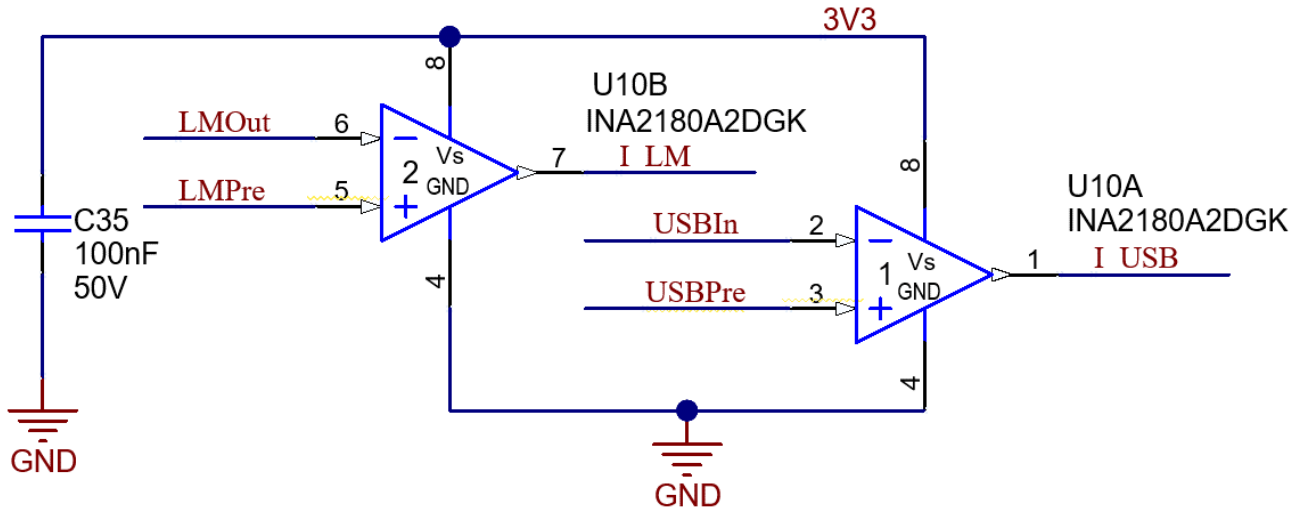 3V3
8
U10B
INA2180A2DGK
LMOut
6
Vs
7
I_LM
2
GND
LMPre
5
8
U10A
INA2180A2DGK
C35
100nF
50V
USBIn
2
Vs
1
I_USB
1
GND
4
USBPre
3
4
GND
GND